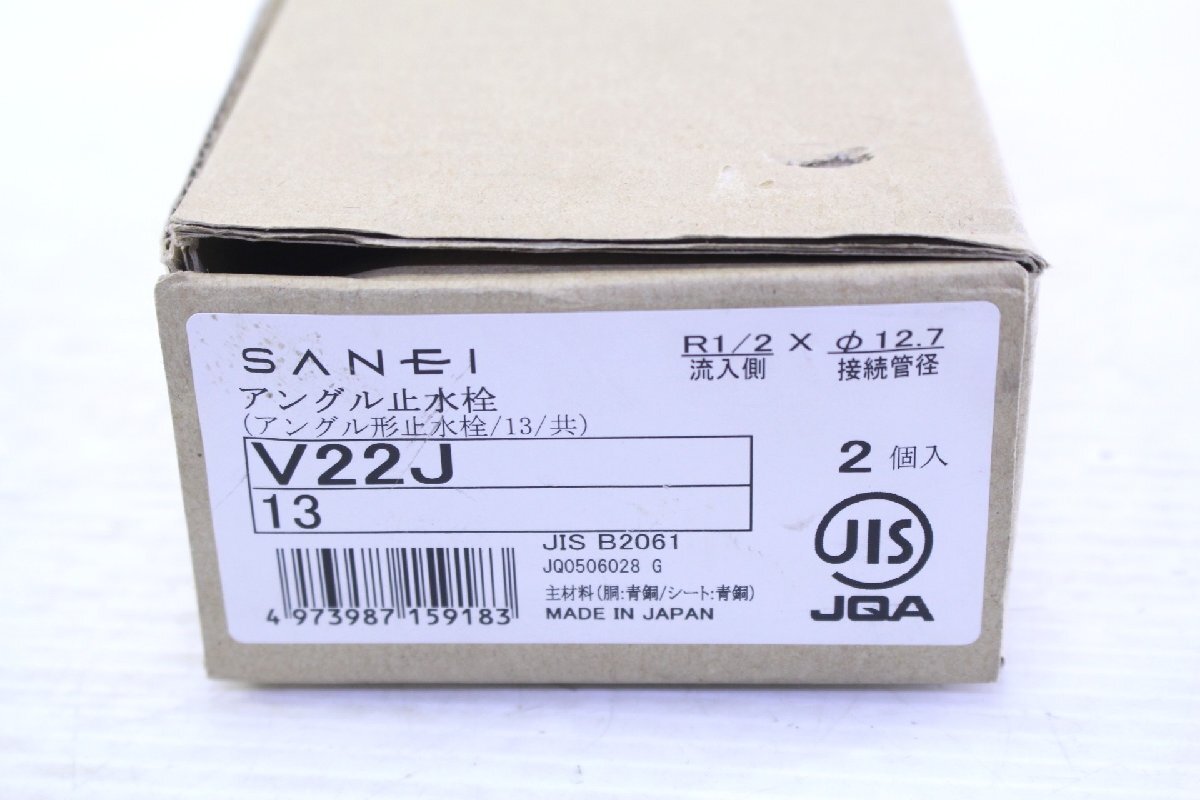 SANEI
アングル止水栓
(アングル形止水栓/13/共)
R1/2 × φ12.7
流入側 接続管径
V22J
13
2 個入
JIS
JQA
JIS B2061
JQ0506028 G
主材料(胴:青銅/シート:青銅)
MADE IN JAPAN
4 973987 159183